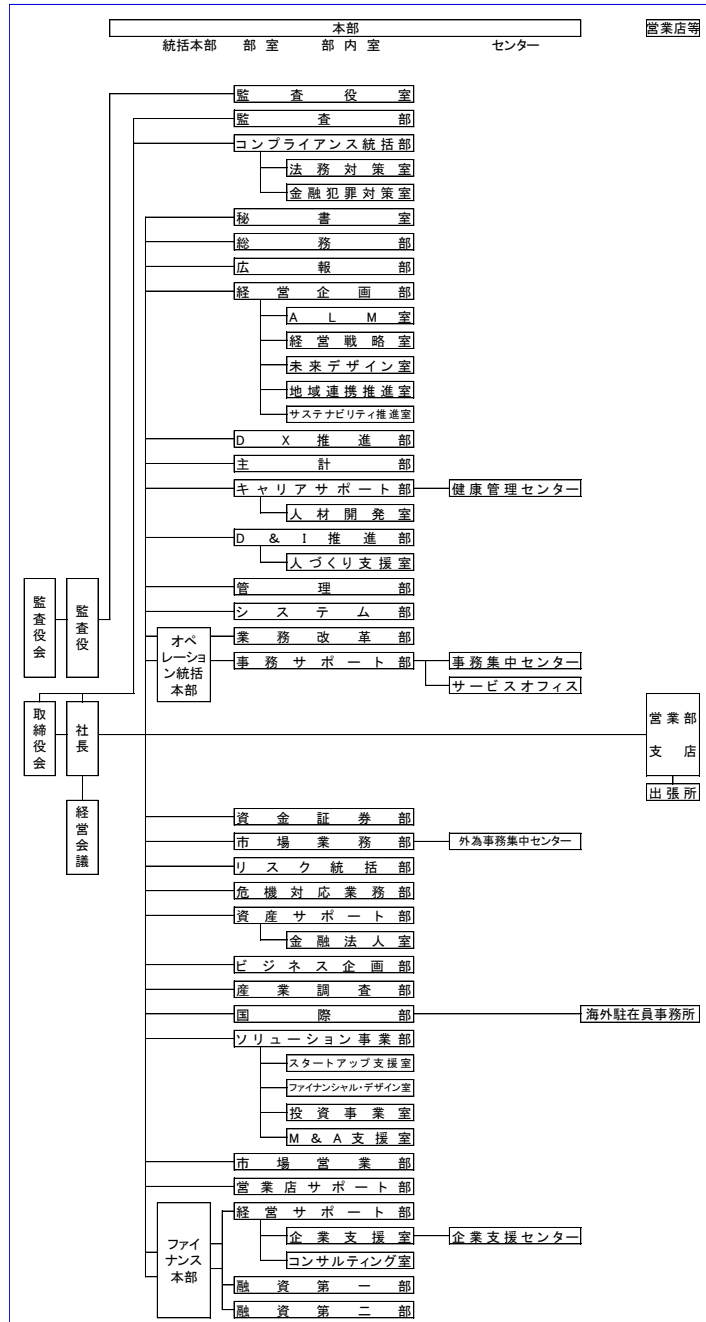 本部 営業店等
統括本部 部室 部内室 センター
監査役室
監査部
コンプライアンス統括部
法務対策室
金融犯罪対策室
秘書室
総務部
広報部
経営企画部
ALM室
経営戦略室
未来デザイン室
地域連携推進室
サステナビリティ推進室
DX推進部
主計部
キャリアサポート部 健康管理センター
人材開発室
D&I推進部
人づくり支援室
管理部
システム部
監査役会 監査役
オペレーション統括本部
業務改革部
事務サポート部 事務集中センター
サービスオフィス
取締役会 社長
営業部
支店
出張所
経営会議
資金証券部
市場業務部 外為事務集中センター
リスク統括部
危機対応業務部
資産サポート部
金融法人室
ビジネス企画部
産業調査部
国際部 海外駐在員事務所
ソリューション事業部
スタートアップ支援室
ファイナンシャル・デザイン室
投資事業室
M&A支援室
市場営業部
営業店サポート部
ファイナンス本部
経営サポート部
企業支援室 企業支援センター
コンサルティング室
融資第一部
融資第二部